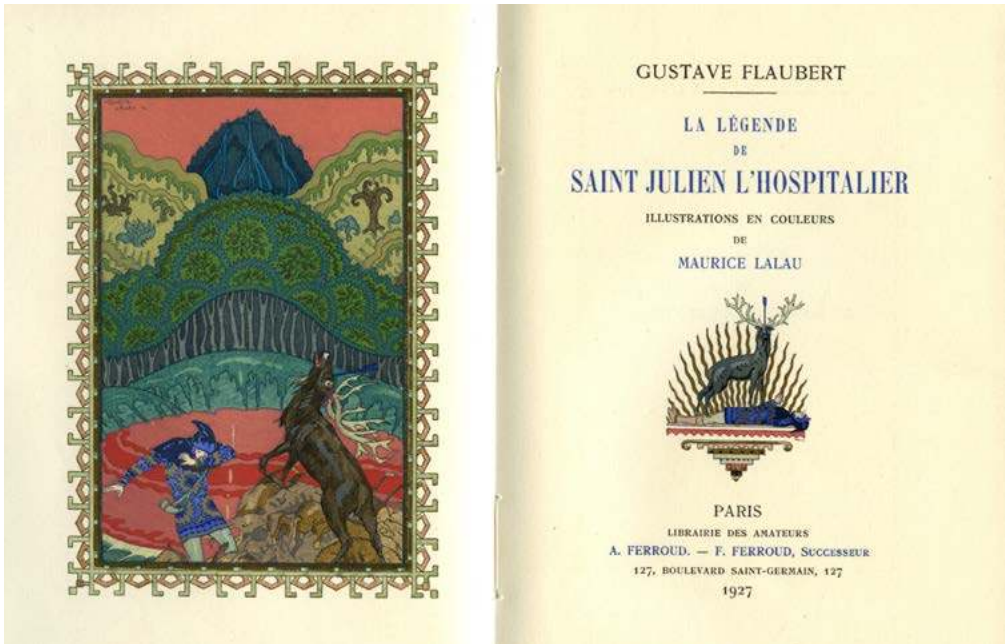 GUSTAVE FLAUBERT
LA LÉGENDE
DE
SAINT JULIEN L'HOSPITALIER
ILLUSTRATIONS EN COULEURS
DE
MAURICE LALAU
PARIS
LIBRAIRIE DES AMATEURS
A. FERROUD. — F. FERROUD, SUCCESSEUR
127, BOULEVARD SAINT-GERMAIN, 127
1927